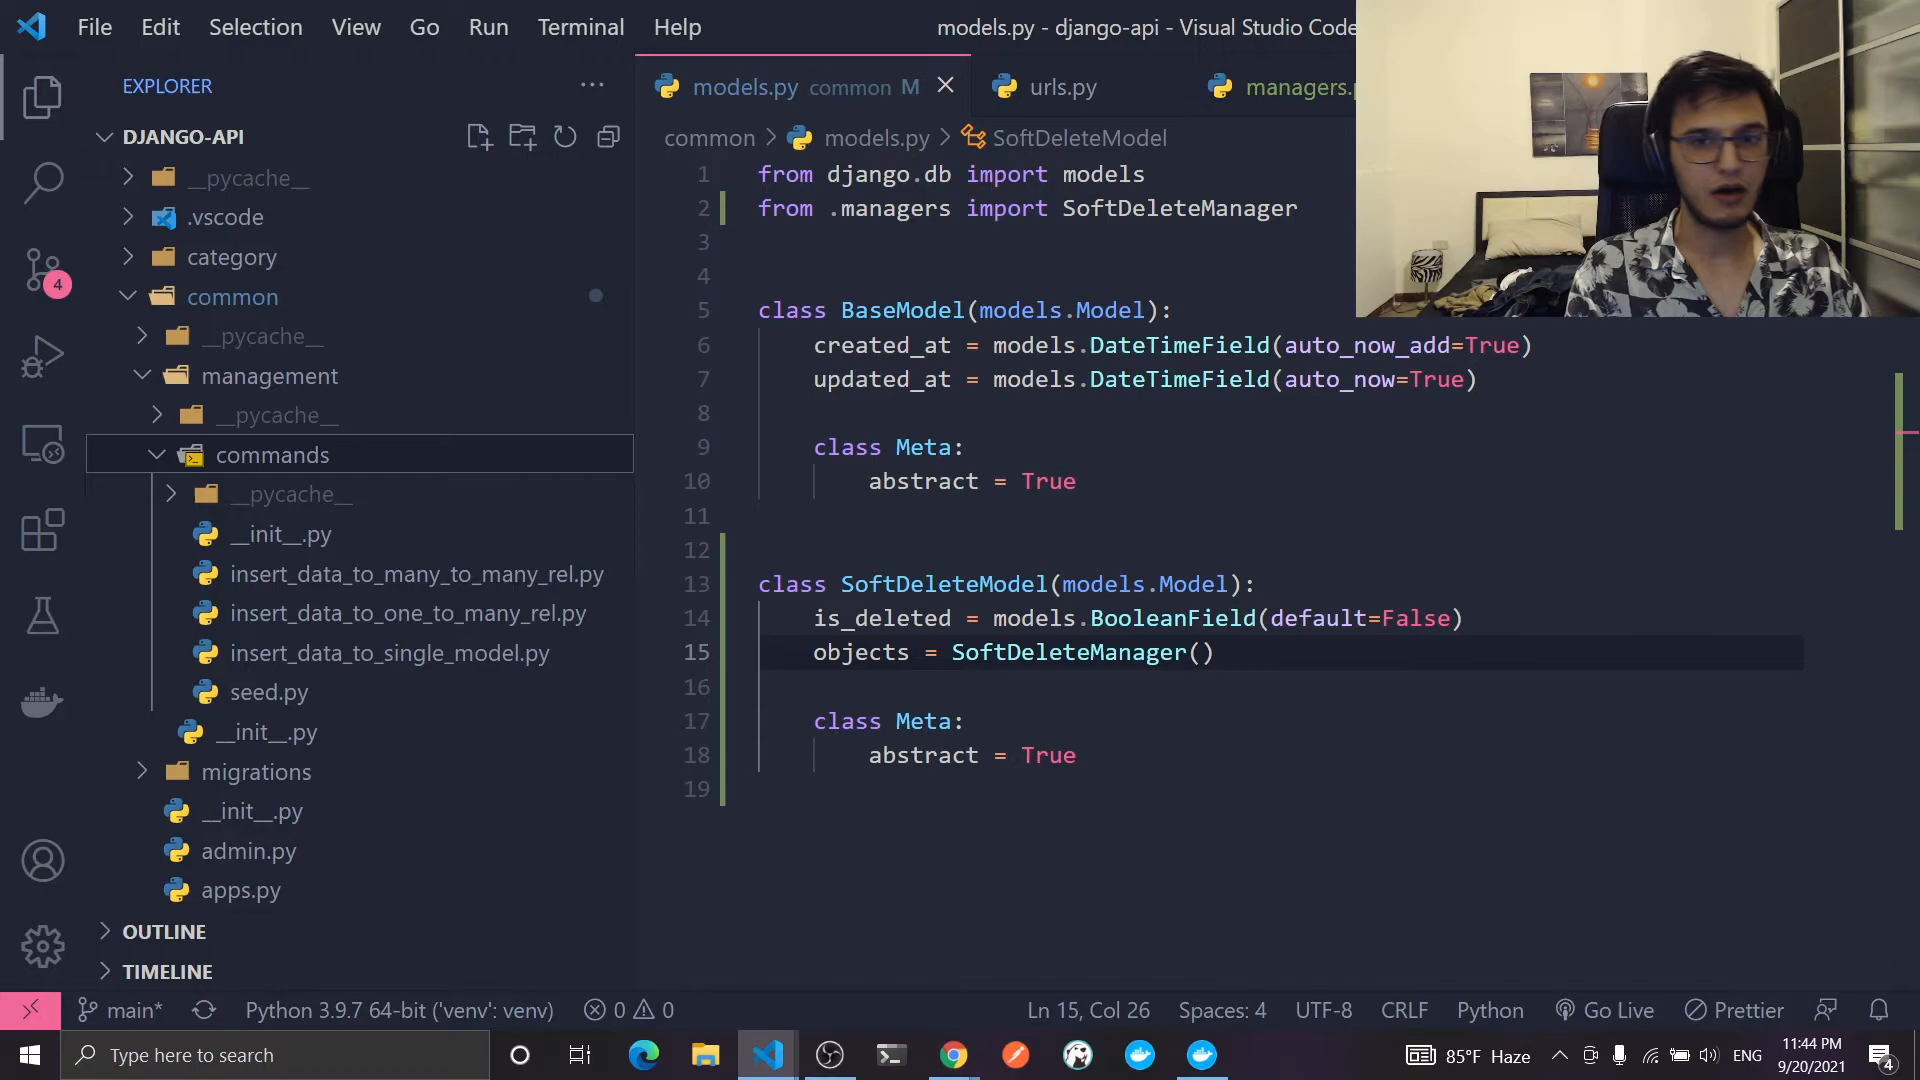 File Edit Selection View Go Run Terminal Help
models.py - django-api - Visual Studio Code
EXPLORER
DJANGO-API
__pycache__
.vscode
category
common
__pycache__
management
__pycache__
commands
__pycache__
__init__.py
insert_data_to_many_to_many_rel.py
insert_data_to_one_to_many_rel.py
insert_data_to_single_model.py
seed.py
__init__.py
migrations
__init__.py
admin.py
apps.py
OUTLINE
TIMELINE
4
models.py common M
urls.py
managers.p
common > models.py > SoftDeleteModel
1 from django.db import models
2 from .managers import SoftDeleteManager
3
4
5 class BaseModel(models.Model):
6 created_at = models.DateTimeField(auto_now_add=True)
7 updated_at = models.DateTimeField(auto_now=True)
8
9 class Meta:
10 abstract = True
11
12
13 class SoftDeleteModel(models.Model):
14 is_deleted = models.BooleanField(default=False)
15 objects = SoftDeleteManager()
16
17 class Meta:
18 abstract = True
19
main* Python 3.9.7 64-bit ('venv': venv) 0 0 Ln 15, Col 26 Spaces: 4 UTF-8 CRLF Python Go Live Prettier
Type here to search
85°F Haze
ENG
11:44 PM
9/20/2021
4